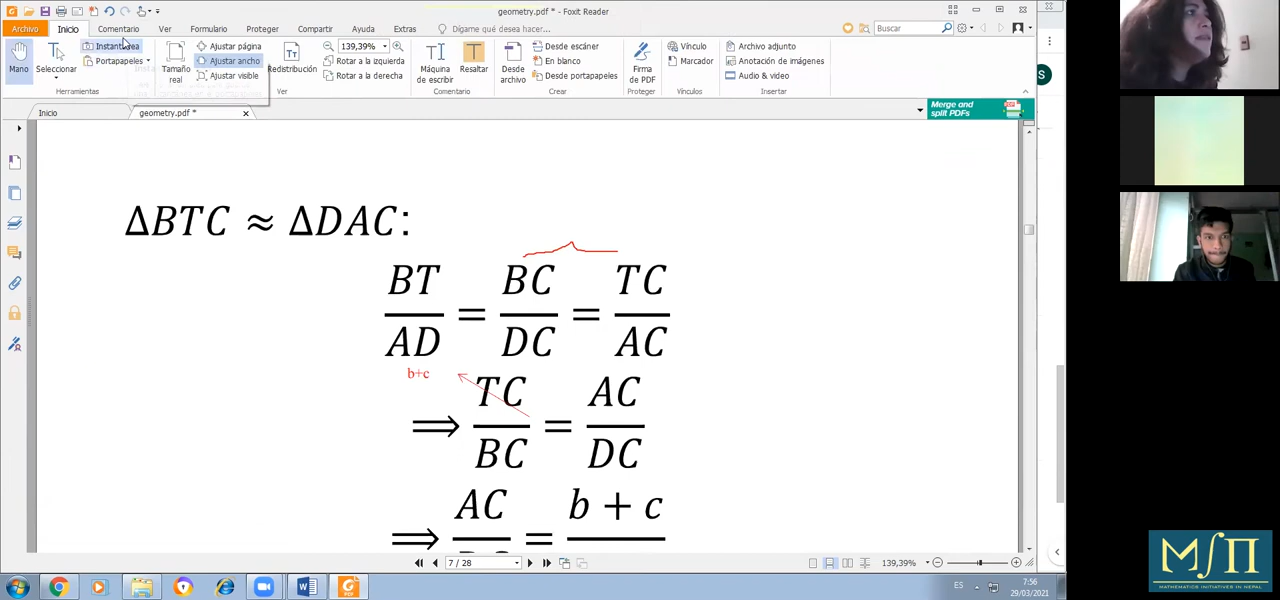 geometry.pdf * - Foxit Reader
Archivo Inicio Comentario Ver Formulario Proteger Compartir Ayuda Extras Dígame qué desea hacer... Buscar
Mano
Seleccionar
Portapapeles
Herramientas
Tamaño real
Ajustar página
Ajustar ancho
Ajustar visible
139,39%
Rotar a la izquierda
Rotar a la derecha
Ver
Máquina de escribir
Resaltar
Comentario
Desde archivo
Desde escáner
En blanco
Desde portapapeles
Crear
Firma de PDF
Proteger
Vínculo
Marcador
Vínculos
Archivo adjunto
Anotación de imágenes
Audio & video
Insertar
Inicio
geometry.pdf *
Merge and
split PDFs
S
ΔBTC ≈ ΔDAC:
BT/AD = BC/DC = TC/AC
b+c
⟹ TC/BC = AC/DC
⟹ AC = b + c
7 / 28
139,39%
ES
7:56
29/03/2021
M∫Π
MATHEMATICS INITIATIVES IN NEPAL